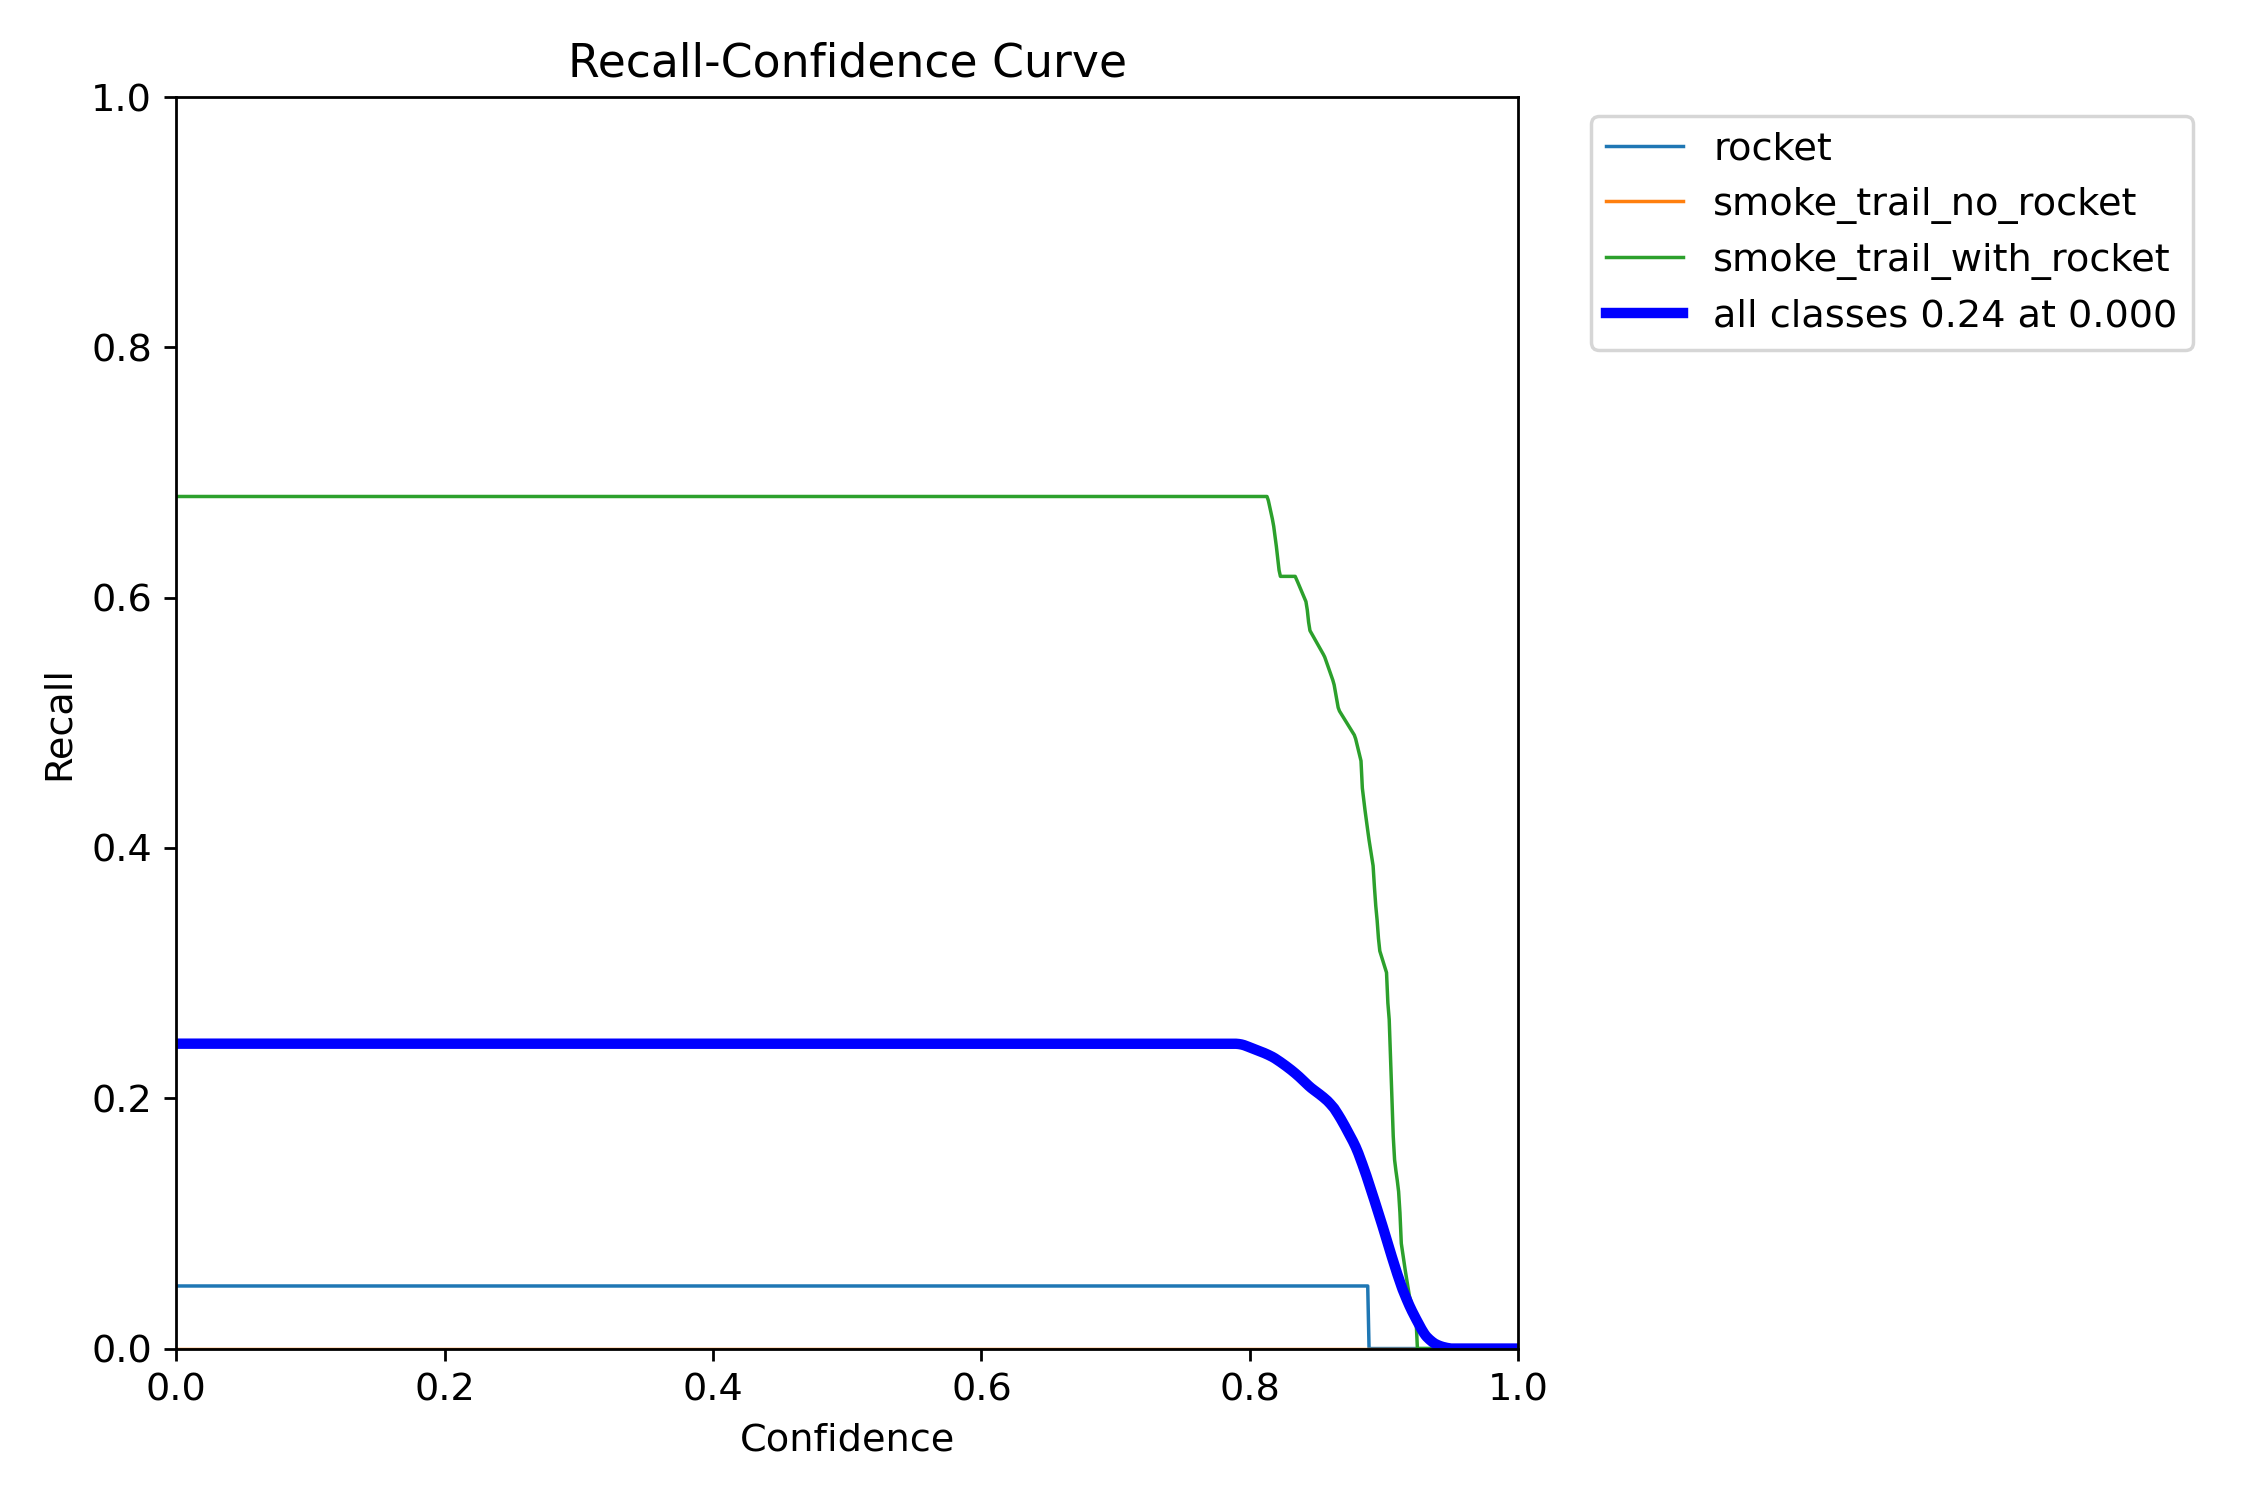 Recall-Confidence Curve
1.0
0.8
0.6
0.4
0.2
0.0
Recall
0.0 0.2 0.4 0.6 0.8 1.0
Confidence
rocket
smoke_trail_no_rocket
smoke_trail_with_rocket
all classes 0.24 at 0.000